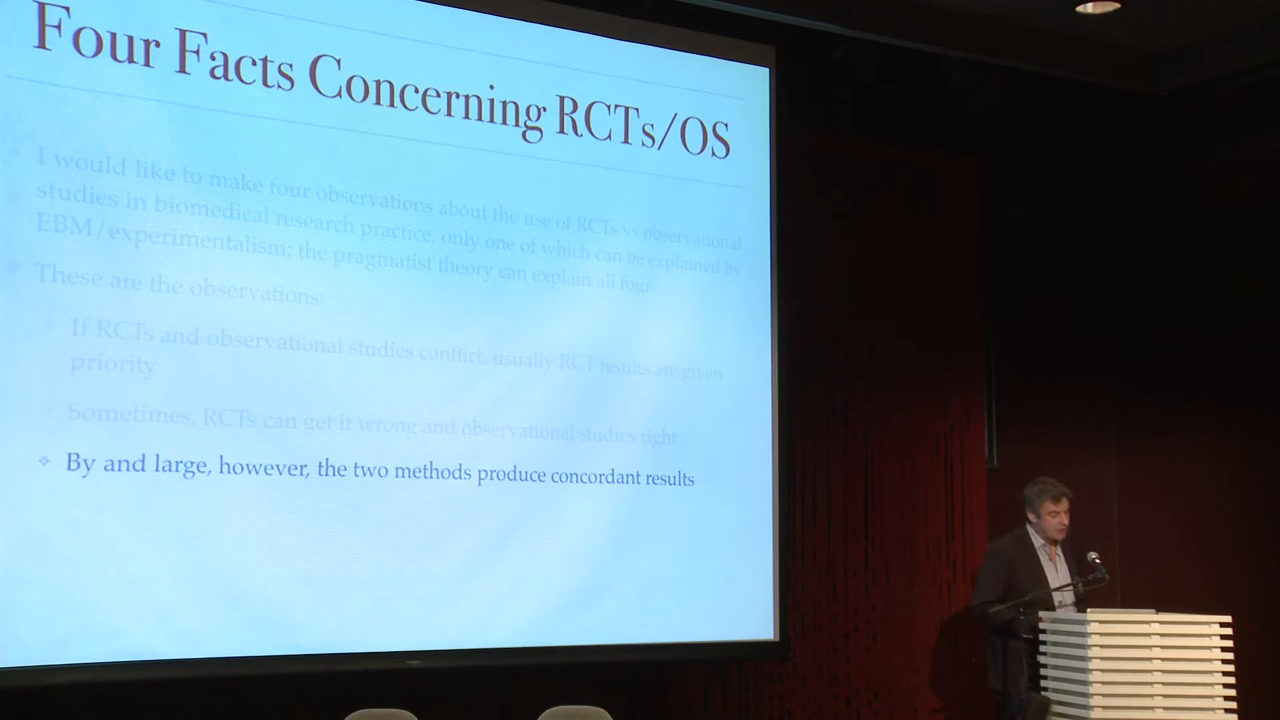 Four Facts Concerning RCTs/OS
I would like to make four observations about the use of RCTs vs observational
studies in biomedical research practice, only one of which can be explained by
EBM/experimentalism; the pragmatist theory can explain all four
These are the observations:
If RCTs and observational studies conflict, usually RCT results are given
priority
Sometimes, RCTs can get it wrong and observational studies right
By and large, however, the two methods produce concordant results